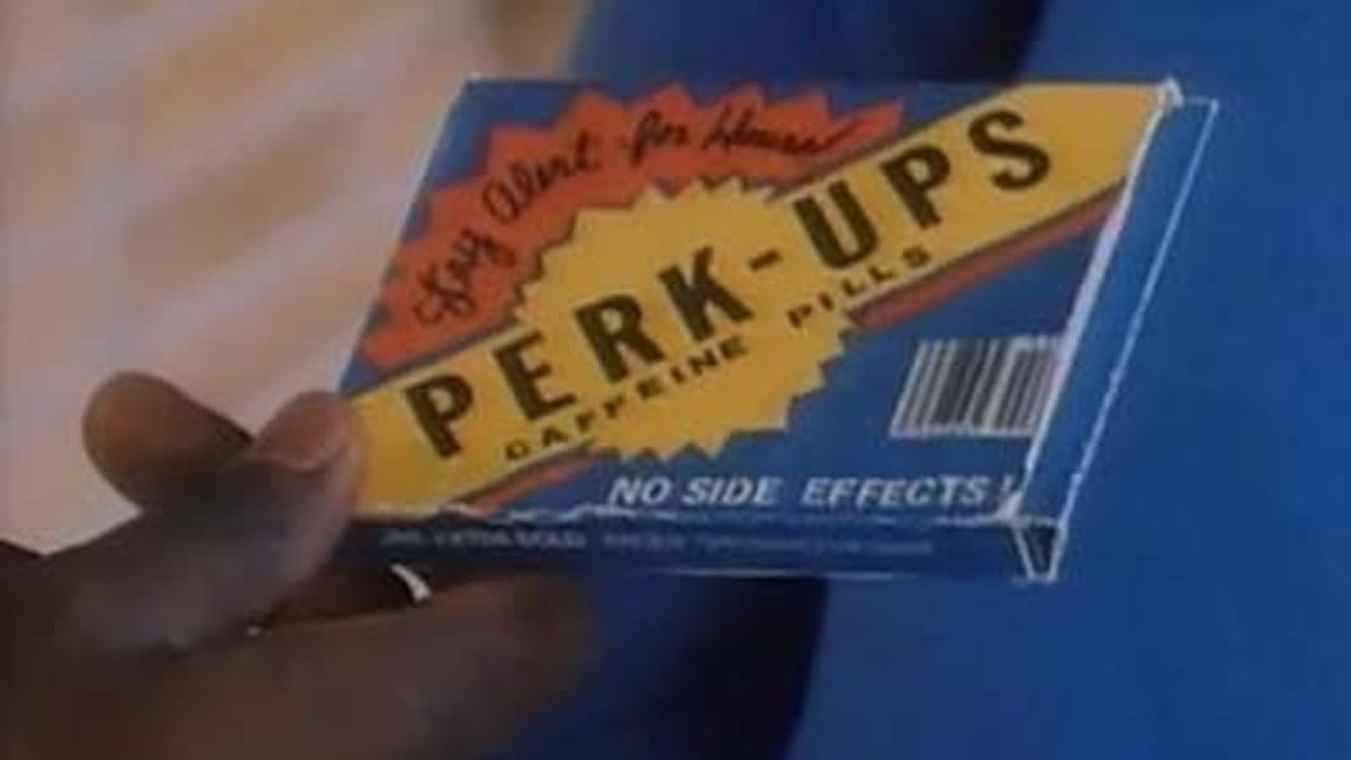 Stay Alert for Hours
PERK-UPS
CAFFEINE PILLS
NO SIDE EFFECTS!